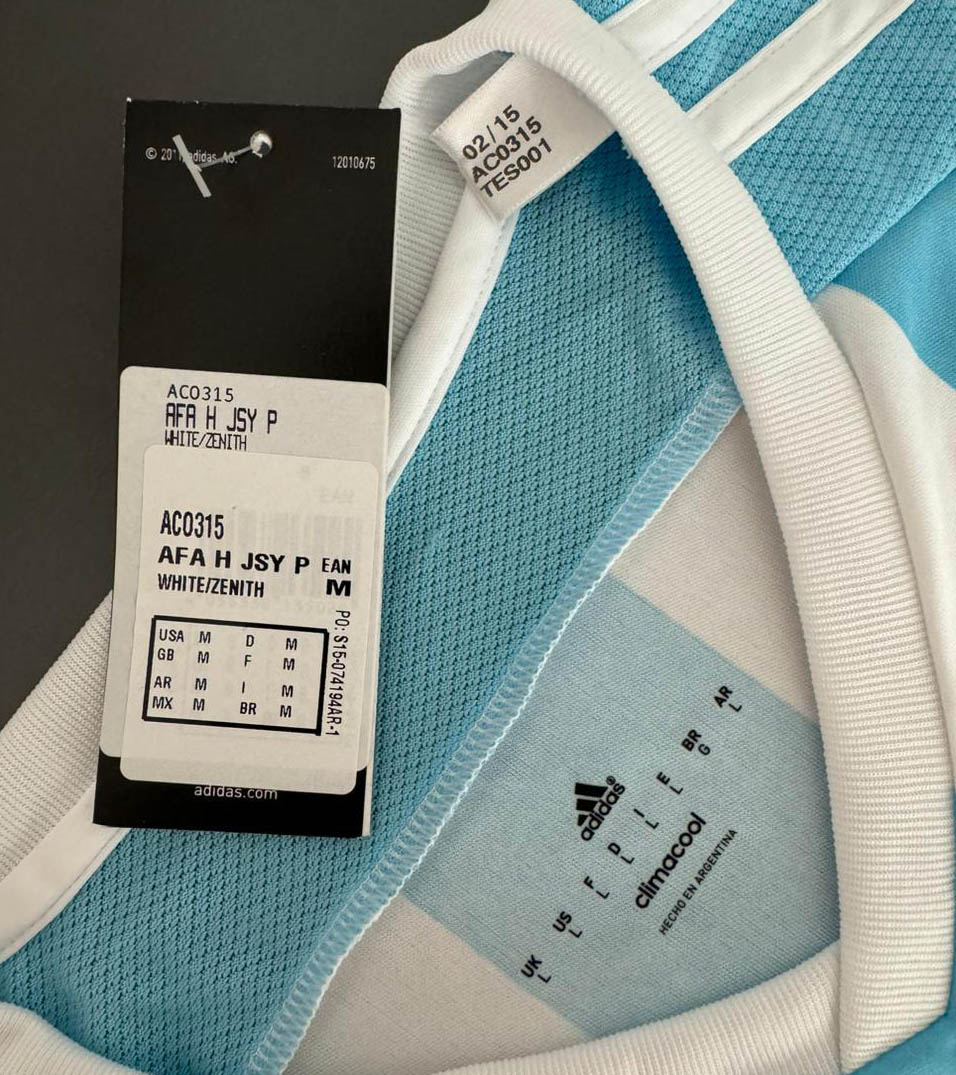 © 201 adidas AG.
12010675
02/15
AC0315
TES001
AC0315
AFA H JSY P
WHITE/ZENITH
AC0315
AFA H JSY P EAN
WHITE/ZENITH M
USA M D M
GB M F M
AR M I M
MX M BR M
PO: S15-074194AR-1
adidas.com
adidas®
UK US F D I E BR AR
L L L L L L G L
climacool
HECHO EN ARGENTINA